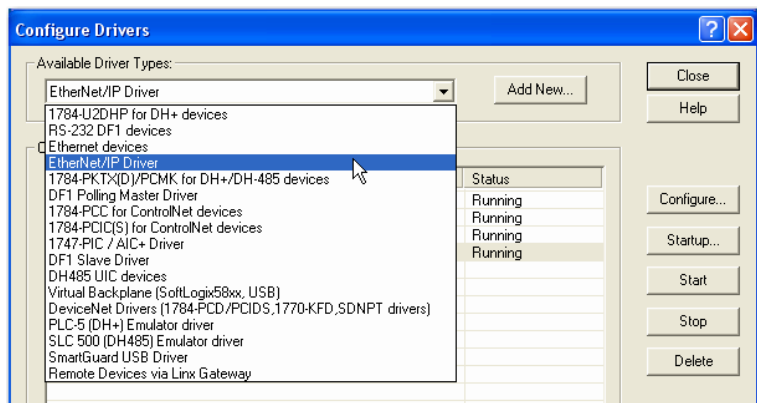 Configure Drivers
Available Driver Types:
EtherNet/IP Driver
Add New...
Close
Help
1784-U2DHP for DH+ devices
RS-232 DF1 devices
Ethernet devices
EtherNet/IP Driver
1784-PKTX(D)/PCMK for DH+/DH-485 devices
DF1 Polling Master Driver
1784-PCC for ControlNet devices
1784-PCIC(S) for ControlNet devices
1747-PIC / AIC+ Driver
DF1 Slave Driver
DH485 UIC devices
Virtual Backplane (SoftLogix58xx, USB)
DeviceNet Drivers (1784-PCD/PCIDS,1770-KFD,SDNPT drivers)
PLC-5 (DH+) Emulator driver
SLC 500 (DH485) Emulator driver
SmartGuard USB Driver
Remote Devices via Linx Gateway
Status
Running
Running
Running
Running
Configure...
Startup...
Start
Stop
Delete